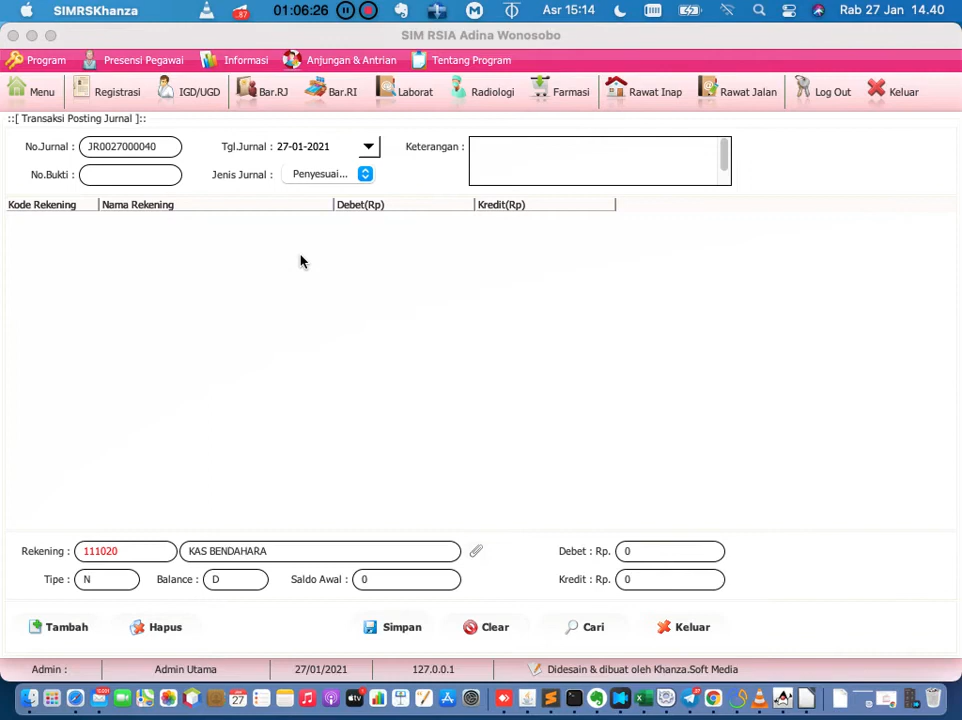 SIMRSKhanza 87 01:06:26 Asr 15:14 Rab 27 Jan 14.40
SIM RSIA Adina Wonosobo
Program Presensi Pegawai Informasi Anjungan & Antrian Tentang Program
Menu Registrasi IGD/UGD Bar.RJ Bar.RI Laborat Radiologi Farmasi Rawat Inap Rawat Jalan Log Out Keluar
::[ Transaksi Posting Jurnal ]::
No.Jurnal : JR0027000040 Tgl.Jurnal : 27-01-2021 Keterangan :
No.Bukti : Jenis Jurnal : Penyesuai...
Kode Rekening Nama Rekening Debet(Rp) Kredit(Rp)
Rekening : 111020 KAS BENDAHARA Debet : Rp. 0
Tipe : N Balance : D Saldo Awal : 0 Kredit : Rp. 0
Tambah Hapus Simpan Clear Cari Keluar
Admin : Admin Utama 27/01/2021 127.0.0.1 Didesain & dibuat oleh Khanza.Soft Media